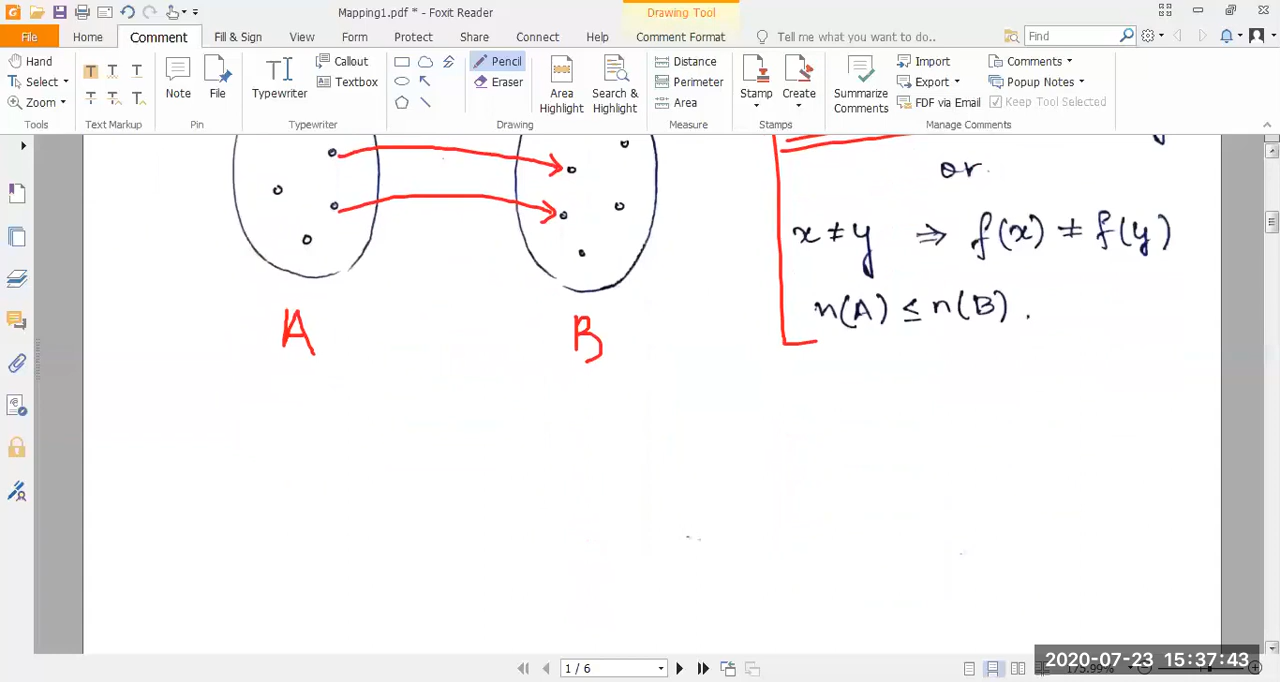 Mapping1.pdf * - Foxit Reader
Drawing Tool
File Home Comment Fill & Sign View Form Protect Share Connect Help Comment Format Tell me what you want to do.. Find
Hand
Select
Zoom
Tools
T T T
T T T
Text Markup
Note
File
Pin
Typewriter
Callout
Textbox
Typewriter
Pencil
Eraser
Area Highlight
Search & Highlight
Drawing
Distance
Perimeter
Area
Measure
Stamp
Create
Stamps
Summarize Comments
Import
Export
FDF via Email
Comments
Popup Notes
Keep Tool Selected
Manage Comments
or.
x ≠ y ⇒ f(x) ≠ f(y)
n(A) ≤ n(B).
A B
1 / 6
2020-07-23 15:37:43